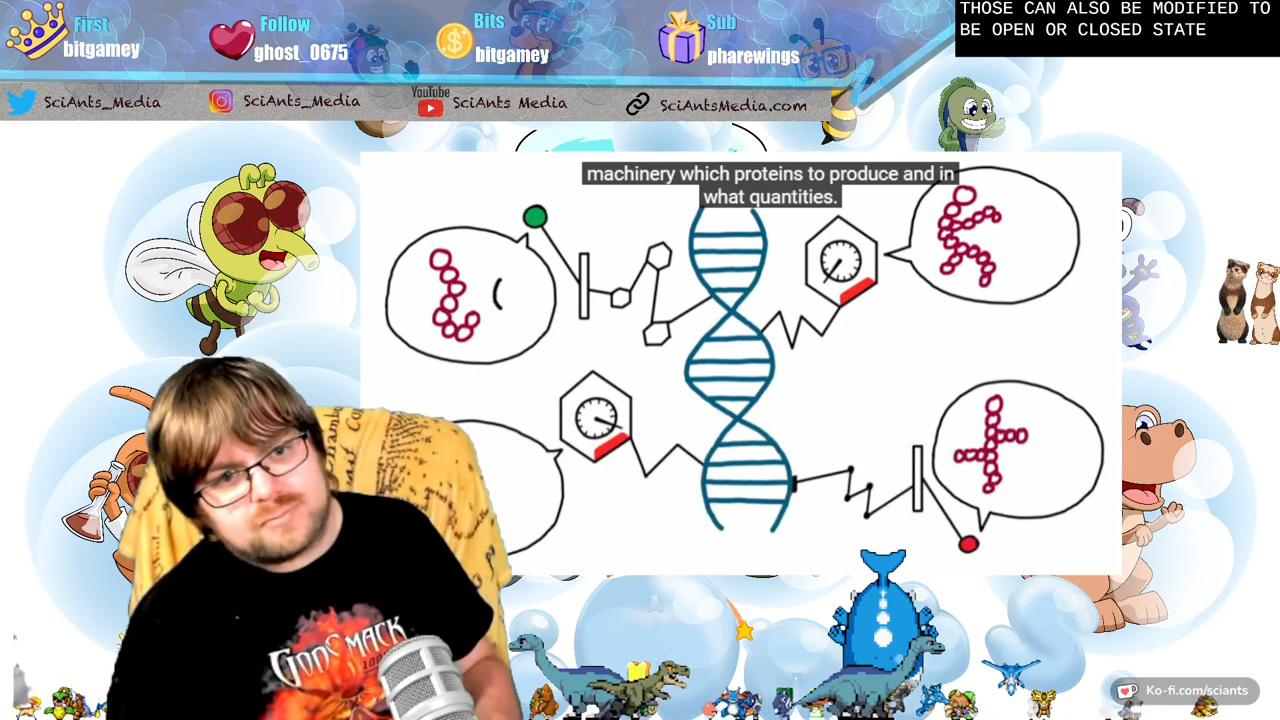 First
bitgamey
Follow
ghost_0675
Bits
bitgamey
Sub
pharewings
THOSE CAN ALSO BE MODIFIED TO
BE OPEN OR CLOSED STATE
SciAnts_Media
SciAnts_Media
YouTube
SciAnts Media
SciAntsMedia.com
machinery which proteins to produce and in
what quantities.
GODSMACK
Ko-fi.com/sciants